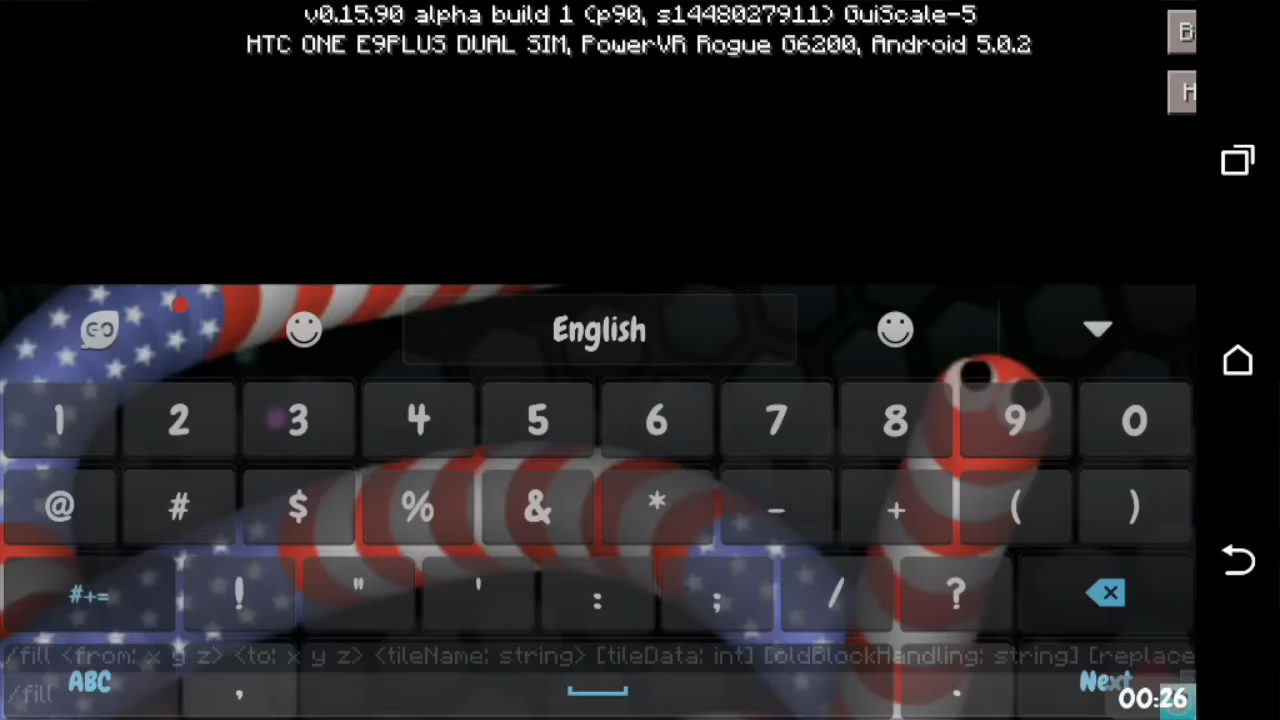 v0.15.90 alpha build 1 (p90, s1448027911) GuiScale-5
HTC ONE E9PLUS DUAL SIM, PowerVR Rogue G6200, Android 5.0.2
B
H
GO
English
1 2 3 4 5 6 7 8 9 0
@ # $ % & * - + ( )
#+= ! " ' : ; / ?
/fill <from: x y z> <to: x y z> <tileName: string> [tileData: int] [oldBlockHandling: string] [replace
/fill
ABC , . Next
00:26